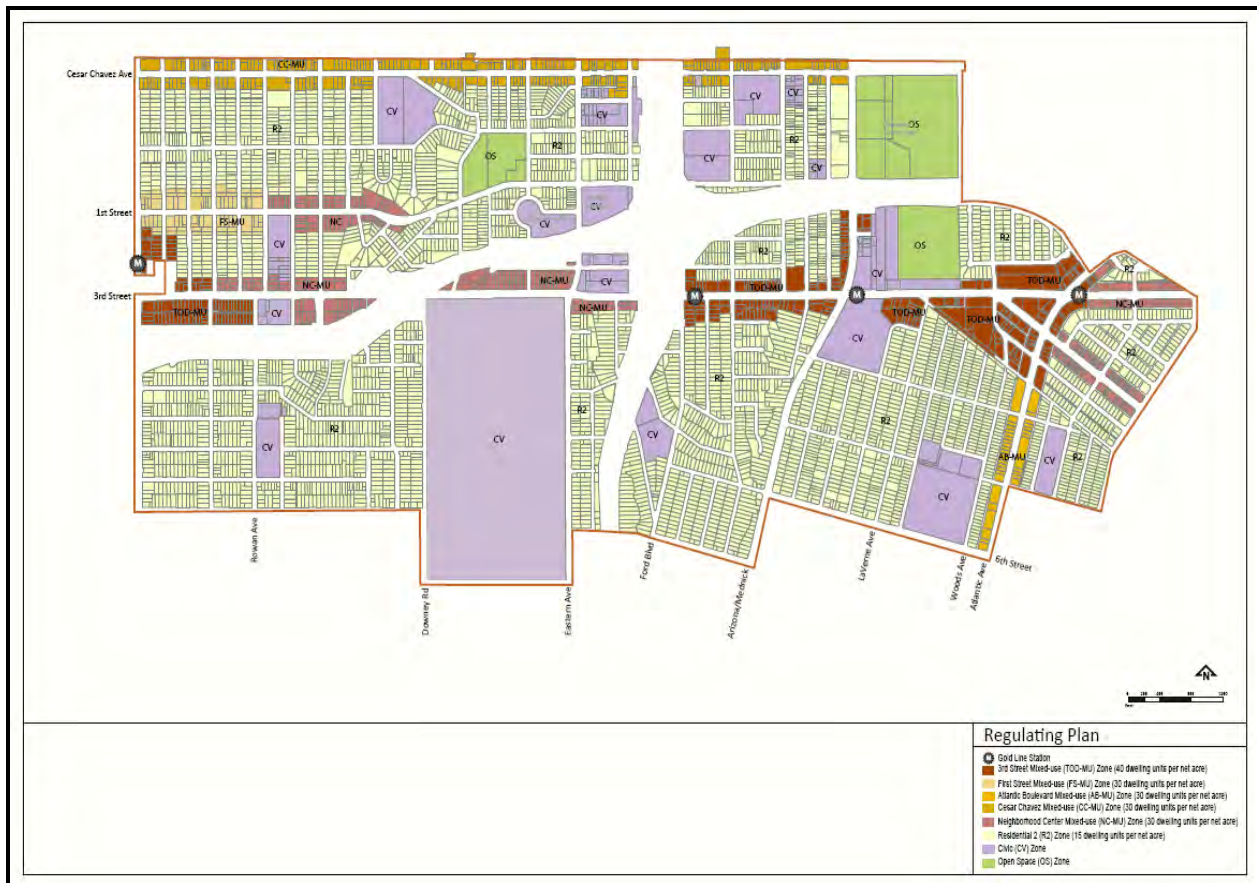 Cesar Chavez Ave
CC-MU
CV
CV
CV
CV
OS
R2
R2
R2
OS
CV
CV
1st Street
FS-MU
NC
CV
CV
CV
R2
OS
R2
CV
CV
M
3rd Street
NC-MU
NC-MU
CV
M
TOD-MU
M
TOD-MU
M
R2
NC-MU
TOD-MU
CV
NC-MU
TOD-MU
TOD-MU
CV
R2
R2
R2
R2
R2
CV
CV
CV
R2
AB-MU
CV
R2
CV
Rowan Ave
Downey Rd
Eastern Ave
Ford Blvd
Arizona/Mednick
LaVerne Ave
Woods Ave
Atlantic Ave
6th Street
N
Regulating Plan
M Gold Line Station
3rd Street Mixed-use (TOD-MU) Zone (40 dwelling units per net acre)
First Street Mixed-use (FS-MU) Zone (30 dwelling units per net acre)
Atlantic Boulevard Mixed-use (AB-MU) Zone (30 dwelling units per net acre)
Cesar Chavez Mixed-use (CC-MU) Zone (30 dwelling units per net acre)
Neighborhood Center Mixed-use (NC-MU) Zone (30 dwelling units per net acre)
Residential 2 (R2) Zone (15 dwelling units per net acre)
Civic (CV) Zone
Open Space (OS) Zone